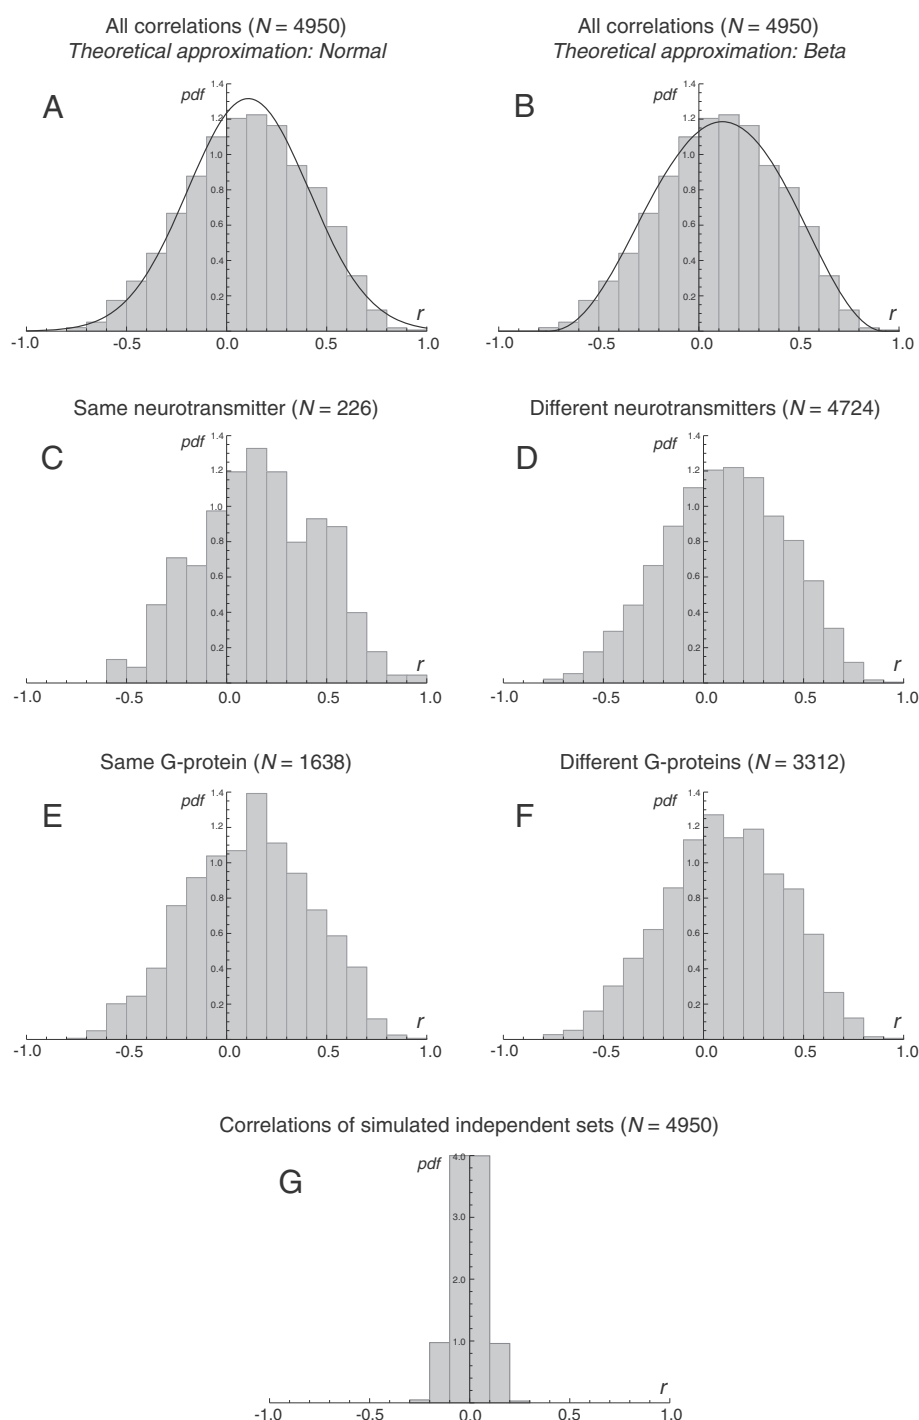 All correlations (N = 4950)
Theoretical approximation: Normal
A
pdf
1.4
1.2
1.0
0.8
0.6
0.4
0.2
r
-1.0 -0.5 0.0 0.5 1.0
All correlations (N = 4950)
Theoretical approximation: Beta
B
pdf
1.4
1.2
1.0
0.8
0.6
0.4
0.2
r
-1.0 -0.5 0.0 0.5 1.0
Same neurotransmitter (N = 226)
C
pdf
1.4
1.2
1.0
0.8
0.6
0.4
0.2
r
-1.0 -0.5 0.0 0.5 1.0
Different neurotransmitters (N = 4724)
D
pdf
1.4
1.2
1.0
0.8
0.6
0.4
0.2
r
-1.0 -0.5 0.0 0.5 1.0
Same G-protein (N = 1638)
E
pdf
1.4
1.2
1.0
0.8
0.6
0.4
0.2
r
-1.0 -0.5 0.0 0.5 1.0
Different G-proteins (N = 3312)
F
pdf
1.4
1.2
1.0
0.8
0.6
0.4
0.2
r
-1.0 -0.5 0.0 0.5 1.0
Correlations of simulated independent sets (N = 4950)
G
pdf
4.0
3.0
2.0
1.0
r
-1.0 -0.5 0.0 0.5 1.0